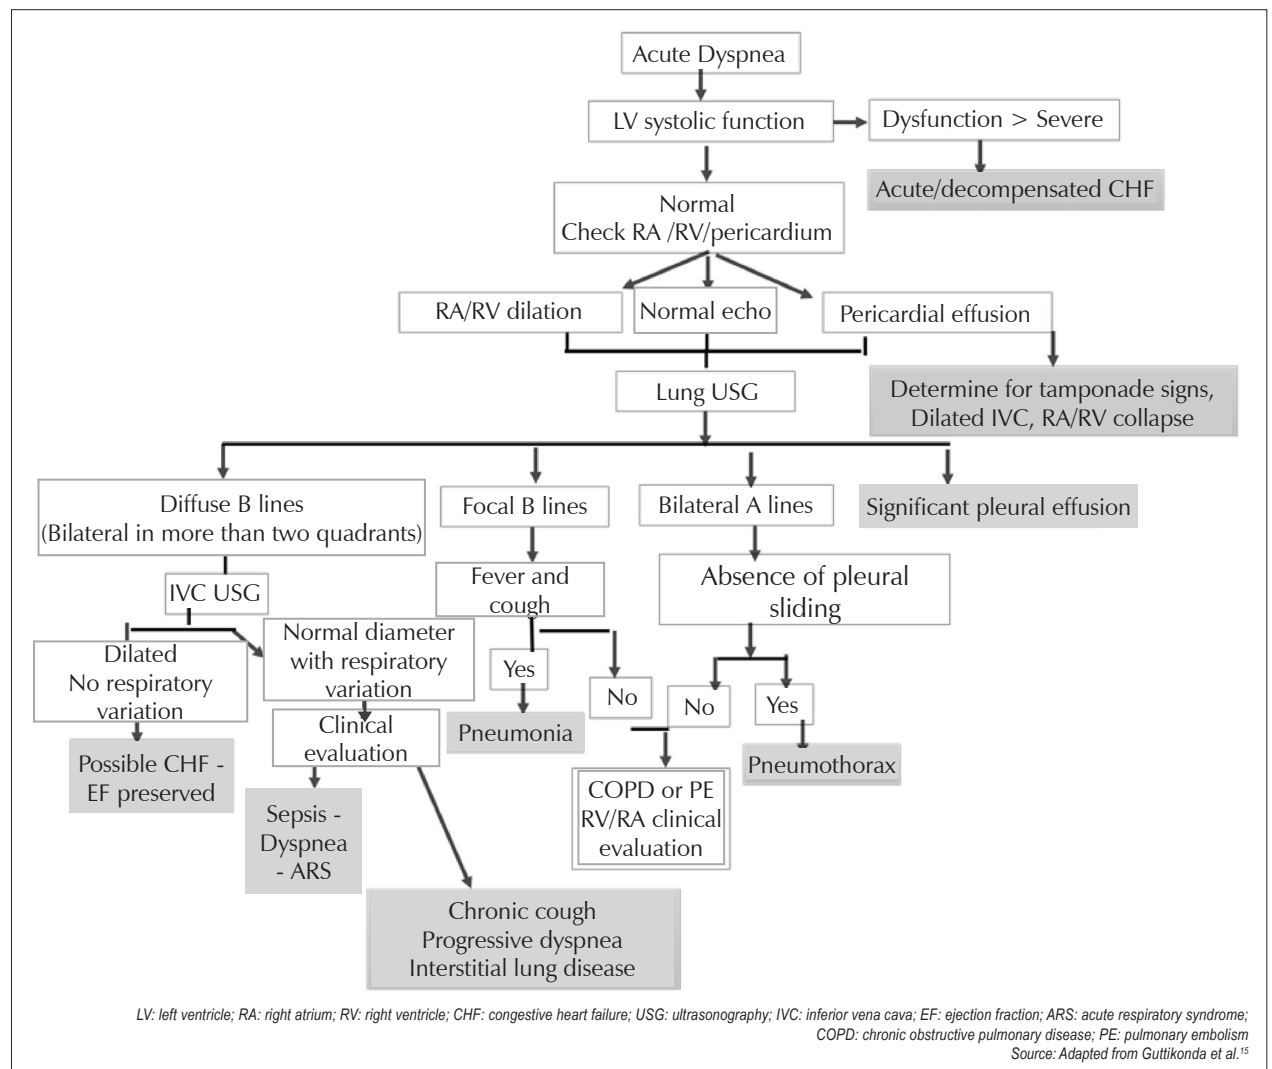 Acute Dyspnea
LV systolic function
Dysfunction > Severe
Acute/decompensated CHF
Normal
Check RA /RV/pericardium
RA/RV dilation
Normal echo
Pericardial effusion
Lung USG
Determine for tamponade signs,
Dilated IVC, RA/RV collapse
Diffuse B lines
(Bilateral in more than two quadrants)
Focal B lines
Bilateral A lines
Significant pleural effusion
IVC USG
Fever and
cough
Absence of pleural
sliding
Dilated
No respiratory
variation
Normal diameter
with respiratory
variation
Yes
No
No
Yes
Clinical
evaluation
Pneumonia
Pneumothorax
Possible CHF -
EF preserved
COPD or PE
RV/RA clinical
evaluation
Sepsis -
Dyspnea
- ARS
Chronic cough
Progressive dyspnea
Interstitial lung disease
LV: left ventricle; RA: right atrium; RV: right ventricle; CHF: congestive heart failure; USG: ultrasonography; IVC: inferior vena cava; EF: ejection fraction; ARS: acute respiratory syndrome;
COPD: chronic obstructive pulmonary disease; PE: pulmonary embolism
Source: Adapted from Guttikonda et al.15